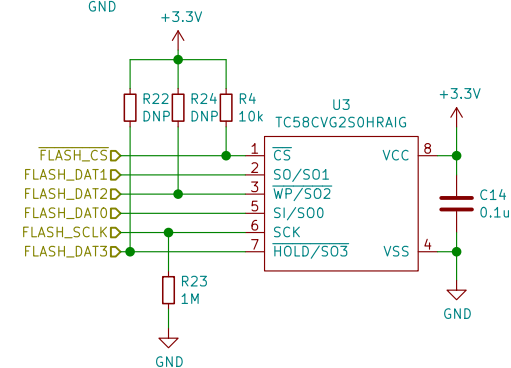 GND
+3.3V
+3.3V
R22
DNP
R24
DNP
R4
10k
U3
TC58CVG2S0HRAIG
FLASH_CS
1
CS
VCC
8
FLASH_DAT1
2
SO/SO1
FLASH_DAT2
3
WP/SO2
C14
0.1u
FLASH_DAT0
5
SI/SO0
FLASH_SCLK
6
SCK
FLASH_DAT3
7
HOLD/SO3
VSS
4
R23
1M
GND
GND